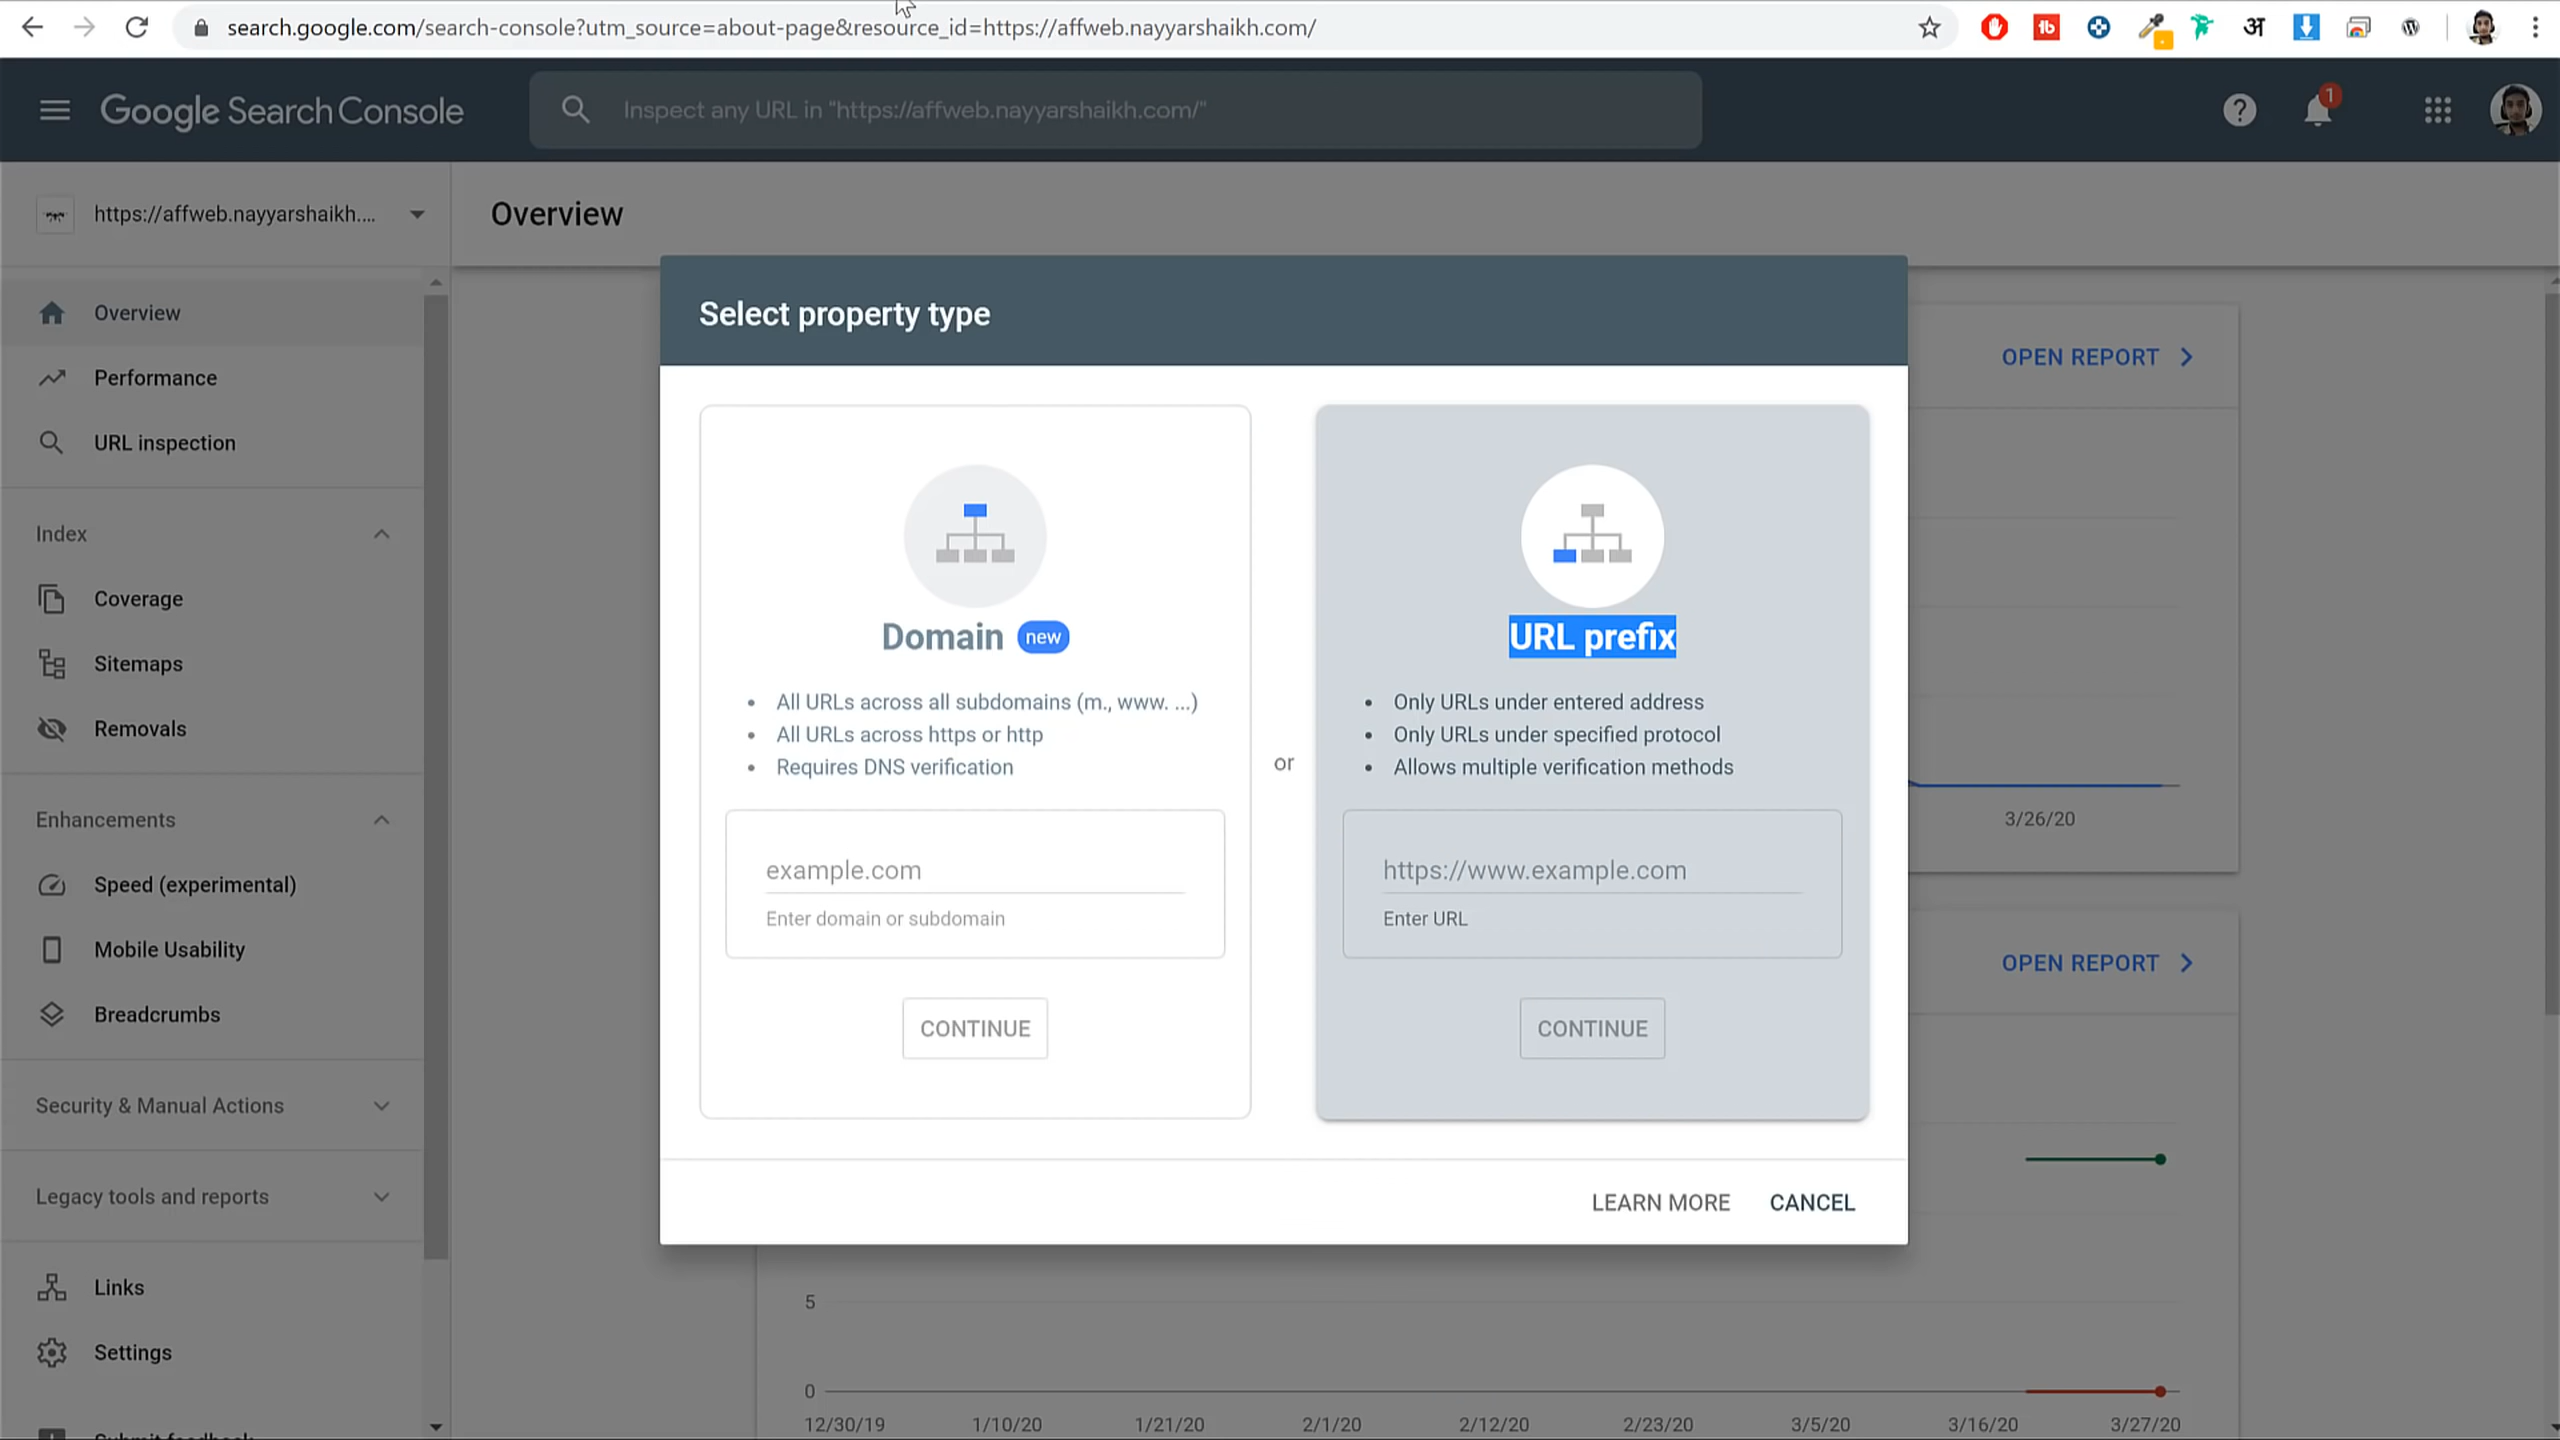 search.google.com/search-console?utm_source=about-page&resource_id=https://affweb.nayyarshaikh.com/
tb
अ
Google Search Console
Inspect any URL in "https://affweb.nayyarshaikh.com/"
1
https://affweb.nayyarshaikh....
Overview
Overview
Performance
URL inspection
Index
Coverage
Sitemaps
Removals
Enhancements
Speed (experimental)
Mobile Usability
Breadcrumbs
Security & Manual Actions
Legacy tools and reports
Links
Settings
Submit feedback
Select property type
Domain new
All URLs across all subdomains (m., www. ...)
All URLs across https or http
Requires DNS verification
example.com
Enter domain or subdomain
CONTINUE
or
URL prefix
Only URLs under entered address
Only URLs under specified protocol
Allows multiple verification methods
https://www.example.com
Enter URL
CONTINUE
LEARN MORE
CANCEL
OPEN REPORT
3/26/20
OPEN REPORT
5
0
12/30/19 1/10/20 1/21/20 2/1/20 2/12/20 2/23/20 3/5/20 3/16/20 3/27/20